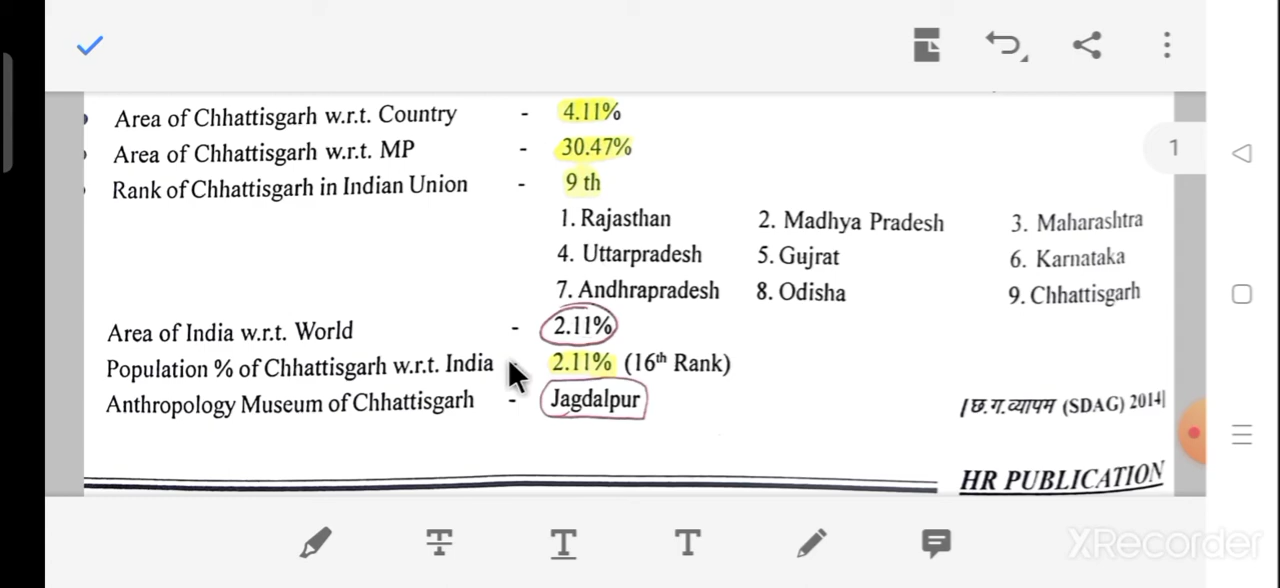 Area of Chhattisgarh w.r.t. Country - 4.11%
1
Area of Chhattisgarh w.r.t. MP - 30.47%
Rank of Chhattisgarh in Indian Union - 9 th
1. Rajasthan 2. Madhya Pradesh 3. Maharashtra
4. Uttarpradesh 5. Gujrat 6. Karnataka
7. Andhrapradesh 8. Odisha 9. Chhattisgarh
Area of India w.r.t. World - 2.11%
Population % of Chhattisgarh w.r.t. India - 2.11% (16th Rank)
Anthropology Museum of Chhattisgarh - Jagdalpur
[छ.ग.व्यापम (SDAG) 2014]
HR PUBLICATION
T T T
XRecorder